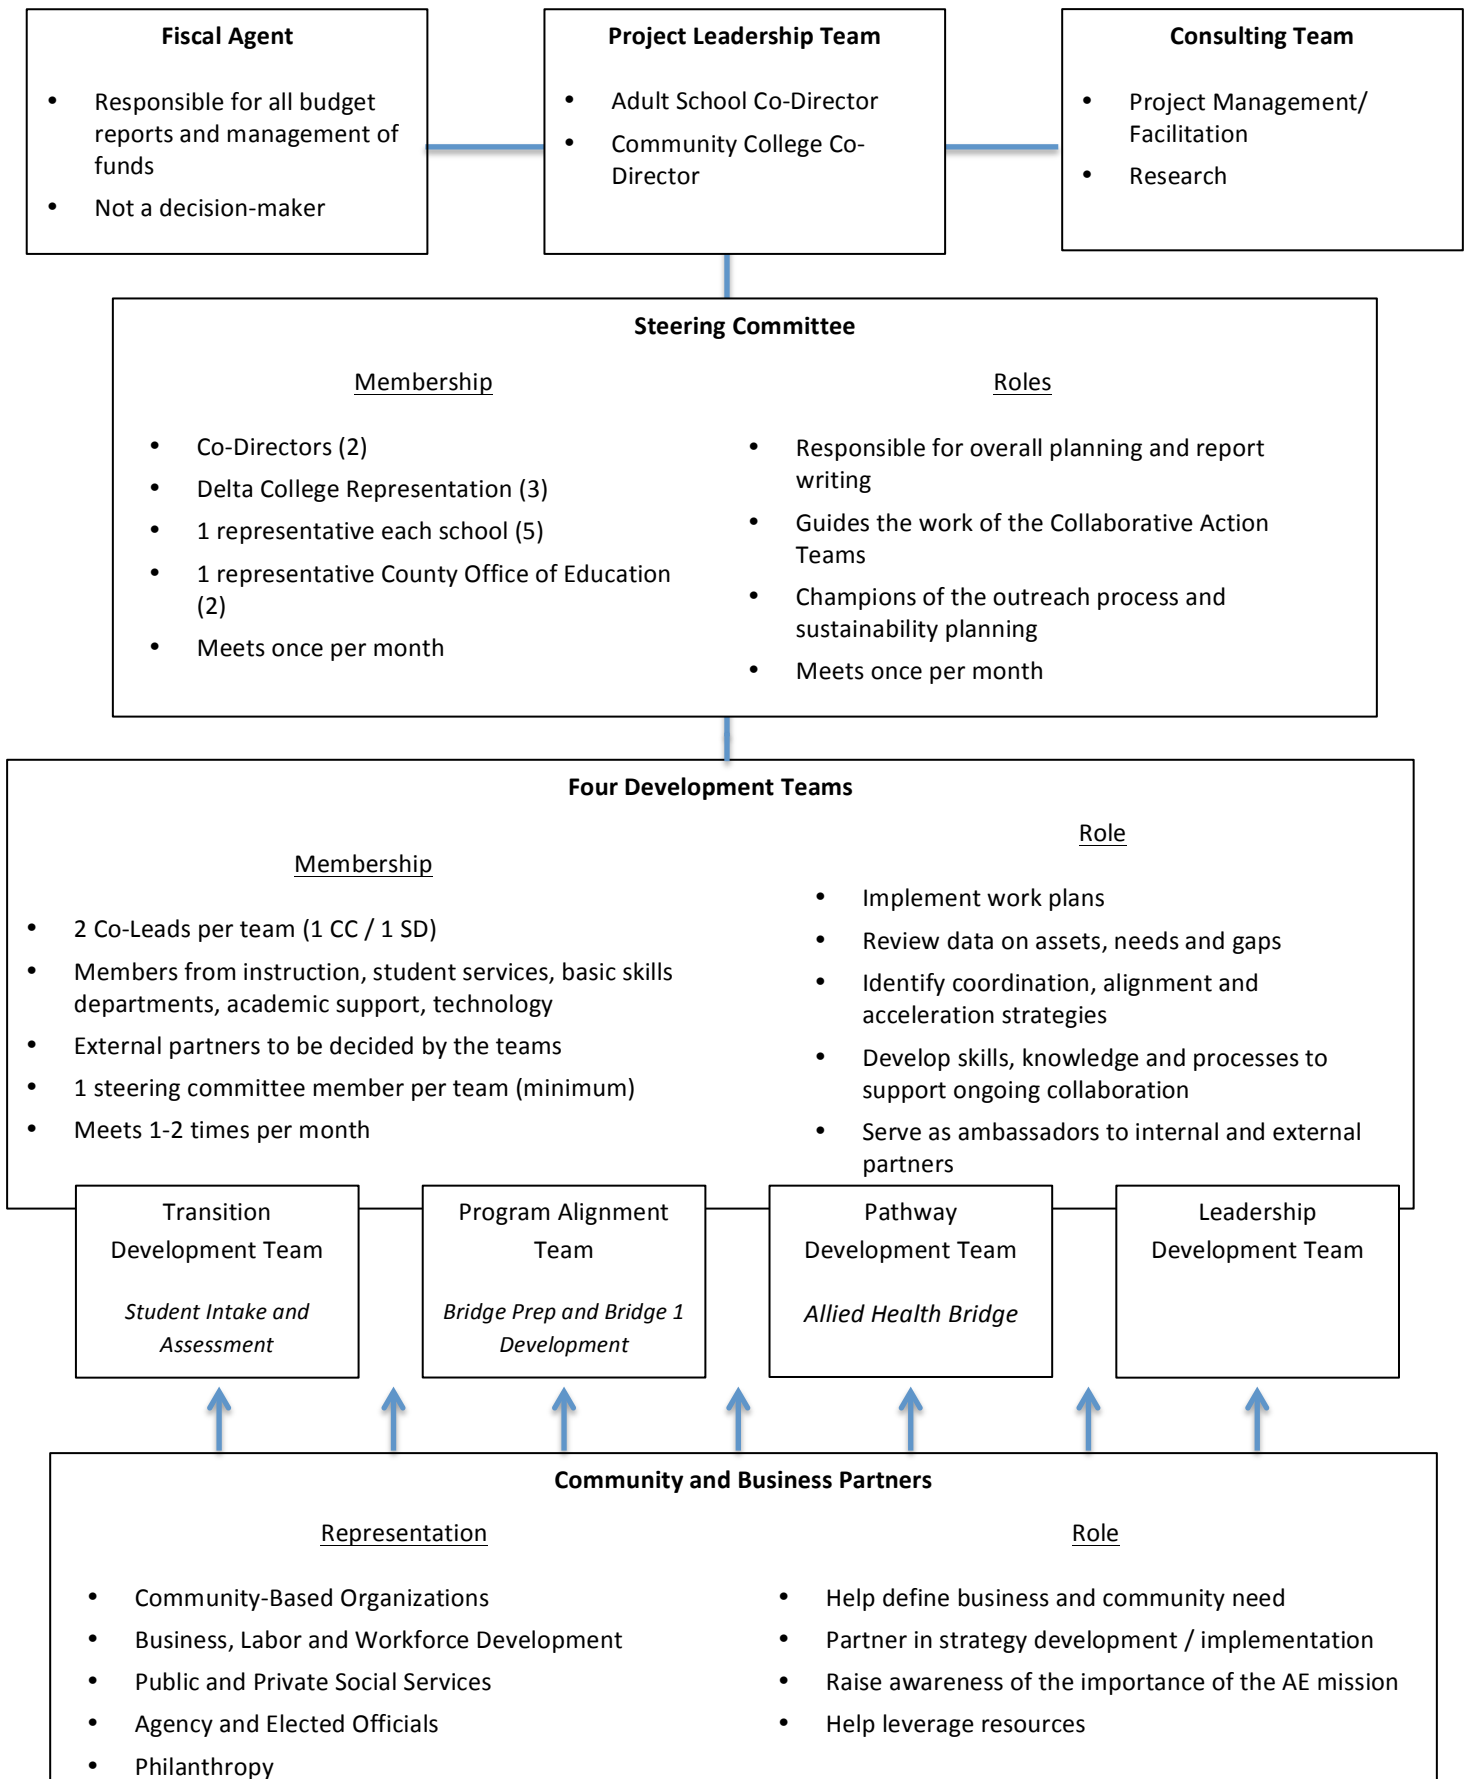 Fiscal Agent
• Responsible for all budget
reports and management of
funds
• Not a decision-maker
Project Leadership Team
• Adult School Co-Director
• Community College Co-
Director
Consulting Team
• Project Management/
Facilitation
• Research
Steering Committee
Membership
• Co-Directors (2)
• Delta College Representation (3)
• 1 representative each school (5)
• 1 representative County Office of Education
(2)
• Meets once per month
Roles
• Responsible for overall planning and report
writing
• Guides the work of the Collaborative Action
Teams
• Champions of the outreach process and
sustainability planning
• Meets once per month
Four Development Teams
Membership
• 2 Co-Leads per team (1 CC / 1 SD)
• Members from instruction, student services, basic skills
departments, academic support, technology
• External partners to be decided by the teams
• 1 steering committee member per team (minimum)
• Meets 1-2 times per month
Role
• Implement work plans
• Review data on assets, needs and gaps
• Identify coordination, alignment and
acceleration strategies
• Develop skills, knowledge and processes to
support ongoing collaboration
• Serve as ambassadors to internal and external
partners
Transition
Development Team
Student Intake and
Assessment
Program Alignment
Team
Bridge Prep and Bridge 1
Development
Pathway
Development Team
Allied Health Bridge
Leadership
Development Team
Community and Business Partners
Representation
• Community-Based Organizations
• Business, Labor and Workforce Development
• Public and Private Social Services
• Agency and Elected Officials
• Philanthropy
Role
• Help define business and community need
• Partner in strategy development / implementation
• Raise awareness of the importance of the AE mission
• Help leverage resources